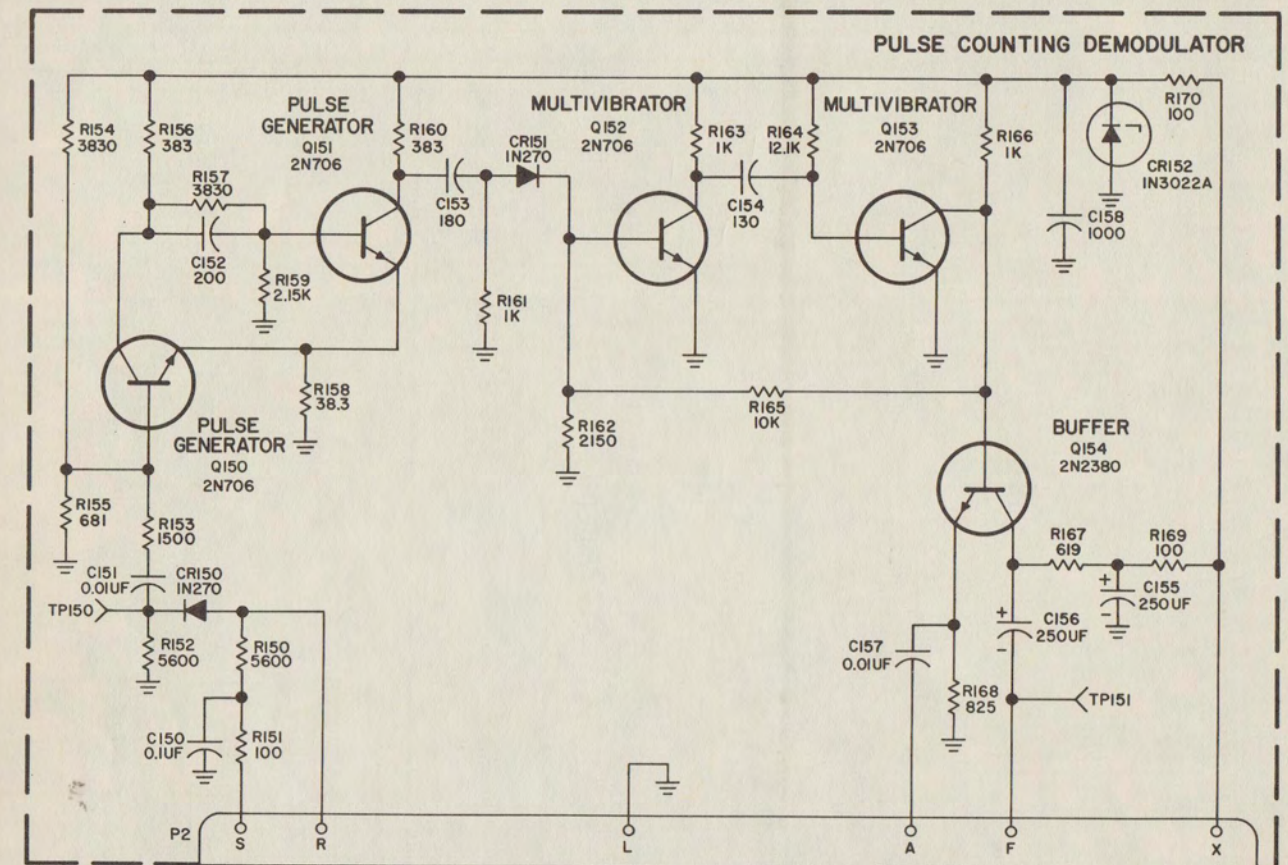 PULSE COUNTING DEMODULATOR
R154
3830
R156
383
PULSE
GENERATOR
Q151
2N706
R160
383
CR151
1N270
MULTIVIBRATOR
Q152
2N706
R163
1K
R164
12.1K
MULTIVIBRATOR
Q153
2N706
R166
1K
R170
100
CR152
1N3022A
R157
3830
C153
180
C154
130
C158
1000
C152
200
R159
2.15K
R161
1K
R158
38.3
R162
2150
R165
10K
PULSE
GENERATOR
Q150
2N706
BUFFER
Q154
2N2380
R155
681
R153
1500
R167
619
R169
100
C151
0.01UF
CR150
1N270
C155
250UF
+
-
TP150
R152
5600
R150
5600
C157
0.01UF
+
-
C156
250UF
R168
825
TP151
C150
0.1UF
R151
100
P2
S
R
L
A
F
X